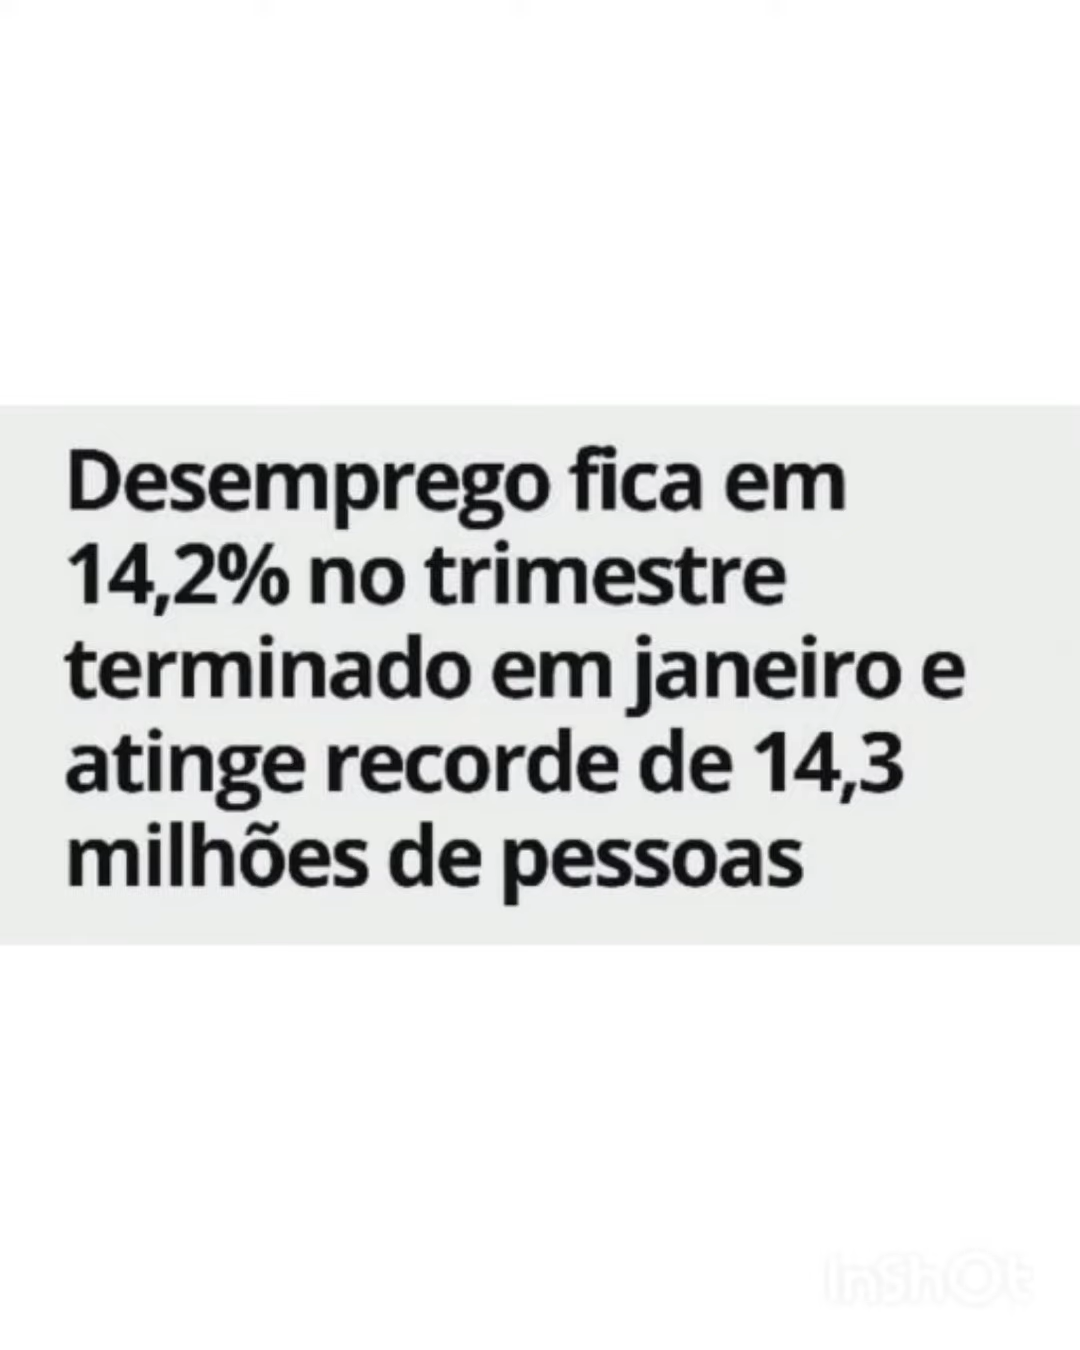 Desemprego fica em
14,2% no trimestre
terminado em janeiro e
atinge recorde de 14,3
milhões de pessoas
InShOt